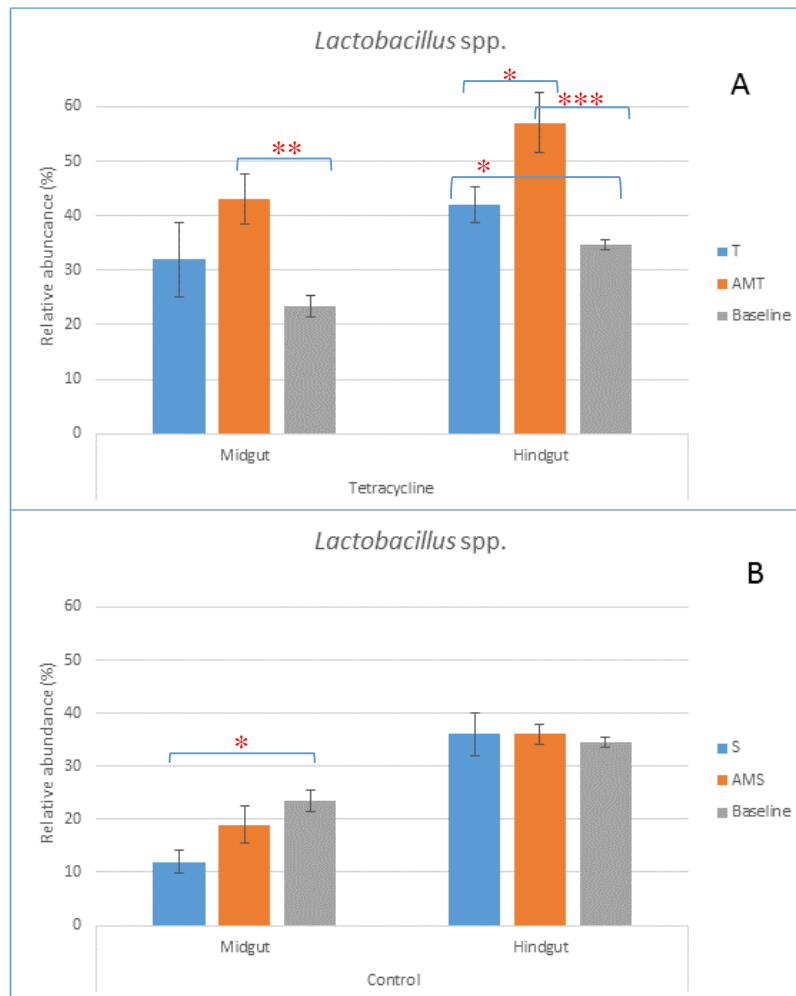 Lactobacillus spp.
A
* ***
** *
60
50
40
30
20
10
0
Relative abuncance (%)
Midgut Hindgut
Tetracycline
T
AMT
Baseline
Lactobacillus spp.
B
*
60
50
40
30
20
10
0
Relative abundance (%)
Midgut Hindgut
Control
S
AMS
Baseline